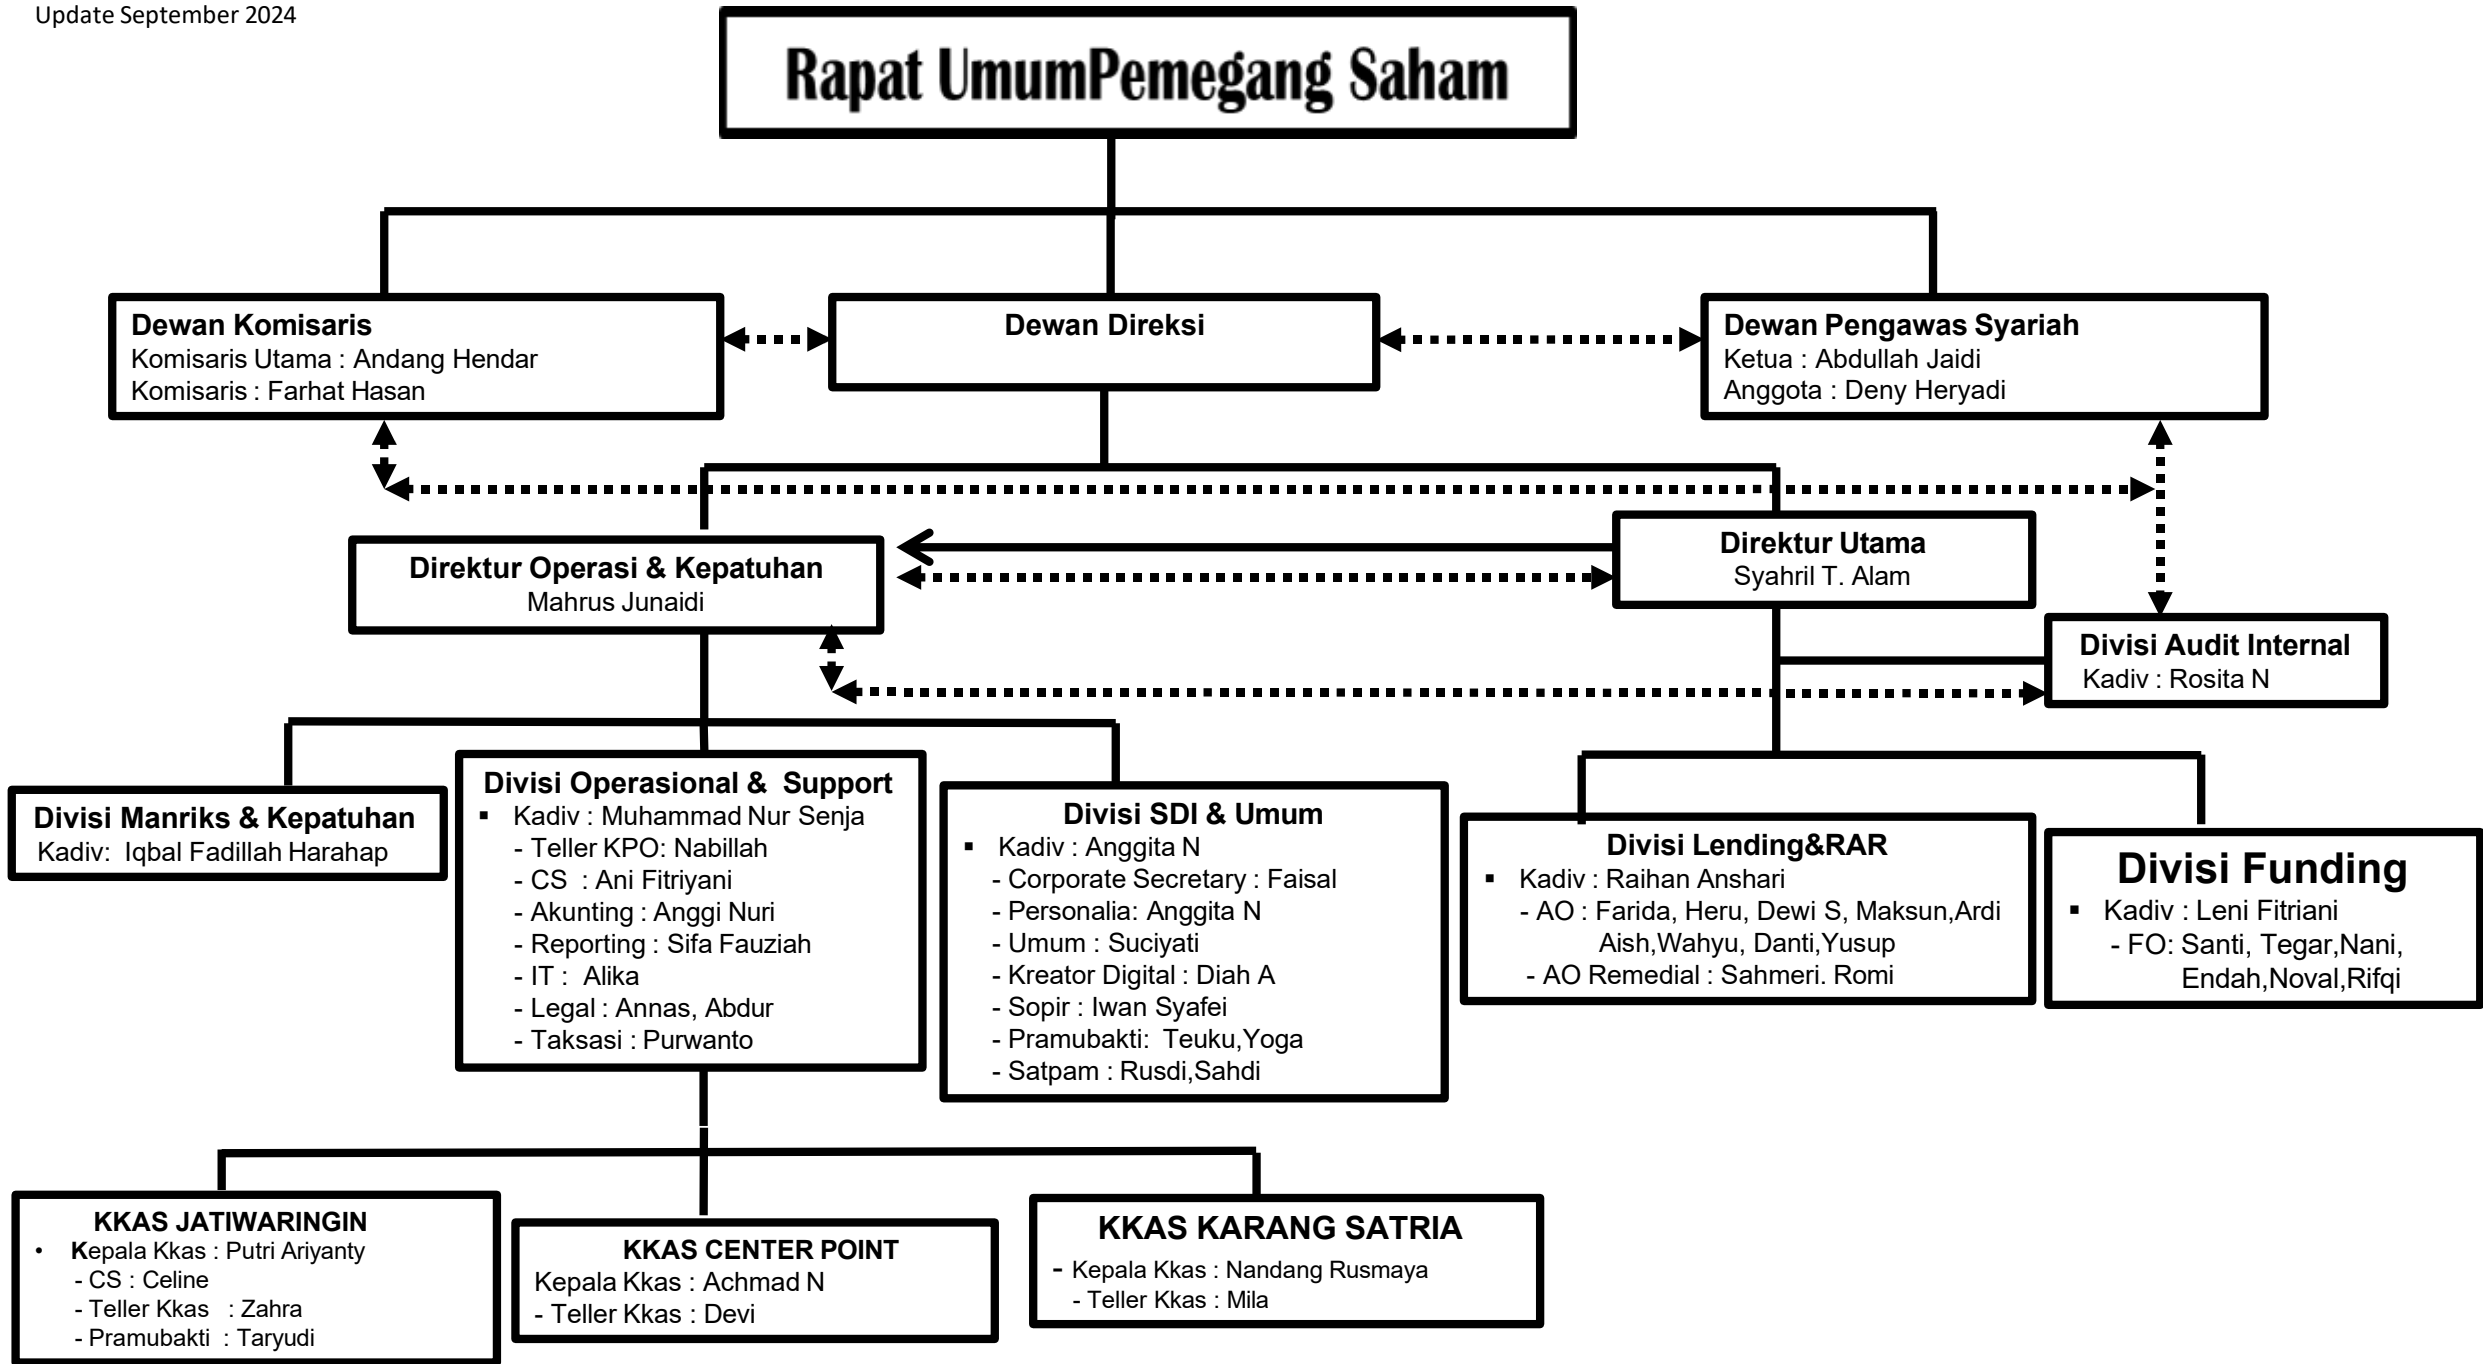 Update September 2024
Rapat UmumPemegang Saham
Dewan Komisaris
Komisaris Utama : Andang Hendar
Komisaris : Farhat Hasan
Dewan Direksi
Dewan Pengawas Syariah
Ketua : Abdullah Jaidi
Anggota : Deny Heryadi
Direktur Operasi & Kepatuhan
Mahrus Junaidi
Direktur Utama
Syahril T. Alam
Divisi Audit Internal
Kadiv : Rosita N
Divisi Manriks & Kepatuhan
Kadiv: Iqbal Fadillah Harahap
Divisi Operasional & Support
▪ Kadiv : Muhammad Nur Senja
- Teller KPO: Nabillah
- CS : Ani Fitriyani
- Akunting : Anggi Nuri
- Reporting : Sifa Fauziah
- IT : Alika
- Legal : Annas, Abdur
- Taksasi : Purwanto
Divisi SDI & Umum
▪ Kadiv : Anggita N
- Corporate Secretary : Faisal
- Personalia: Anggita N
- Umum : Suciyati
- Kreator Digital : Diah A
- Sopir : Iwan Syafei
- Pramubakti: Teuku,Yoga
- Satpam : Rusdi,Sahdi
Divisi Lending&RAR
▪ Kadiv : Raihan Anshari
- AO : Farida, Heru, Dewi S, Maksun,Ardi
Aish,Wahyu, Danti,Yusup
- AO Remedial : Sahmeri. Romi
Divisi Funding
▪ Kadiv : Leni Fitriani
- FO: Santi, Tegar,Nani,
Endah,Noval,Rifqi
KKAS JATIWARINGIN
• Kepala Kkas : Putri Ariyanty
- CS : Celine
- Teller Kkas : Zahra
- Pramubakti : Taryudi
KKAS CENTER POINT
Kepala Kkas : Achmad N
- Teller Kkas : Devi
KKAS KARANG SATRIA
- Kepala Kkas : Nandang Rusmaya
- Teller Kkas : Mila